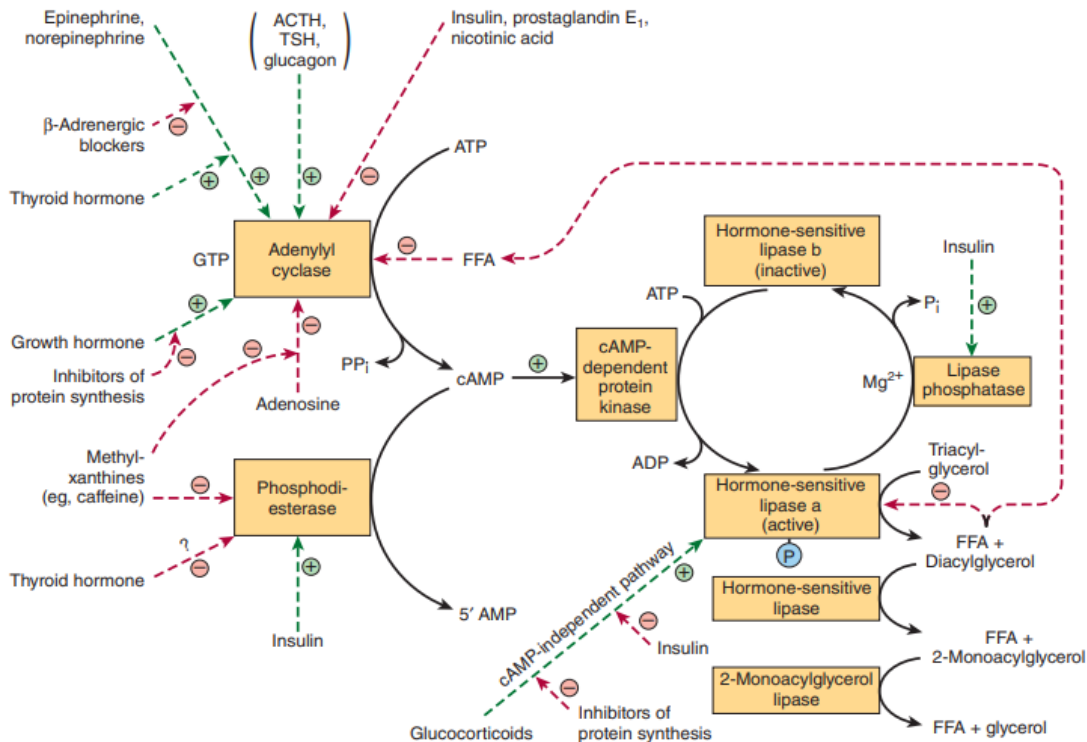 Epinephrine,
norepinephrine
(ACTH,
TSH,
glucagon)
Insulin, prostaglandin E₁,
nicotinic acid
β-Adrenergic
blockers
−
Thyroid hormone
+
+
+
−
ATP
GTP
Adenylyl
cyclase
−
FFA
Hormone-sensitive
lipase b
(inactive)
Insulin
+
Growth hormone
+
Inhibitors of
protein synthesis
−
−
−
Adenosine
PPᵢ
cAMP
+
cAMP-
dependent
protein
kinase
ATP
ADP
Pᵢ
Mg²⁺
Lipase
phosphatase
+
Methyl-
xanthines
(eg, caffeine)
−
Phosphodi-
esterase
Thyroid hormone
?
−
+
Insulin
5′ AMP
Hormone-sensitive
lipase a
(active)
P
Triacyl-
glycerol
−
FFA +
Diacylglycerol
Hormone-sensitive
lipase
FFA +
2-Monoacylglycerol
2-Monoacylglycerol
lipase
FFA + glycerol
cAMP-independent pathway
+
−
Insulin
−
Inhibitors of
protein synthesis
Glucocorticoids